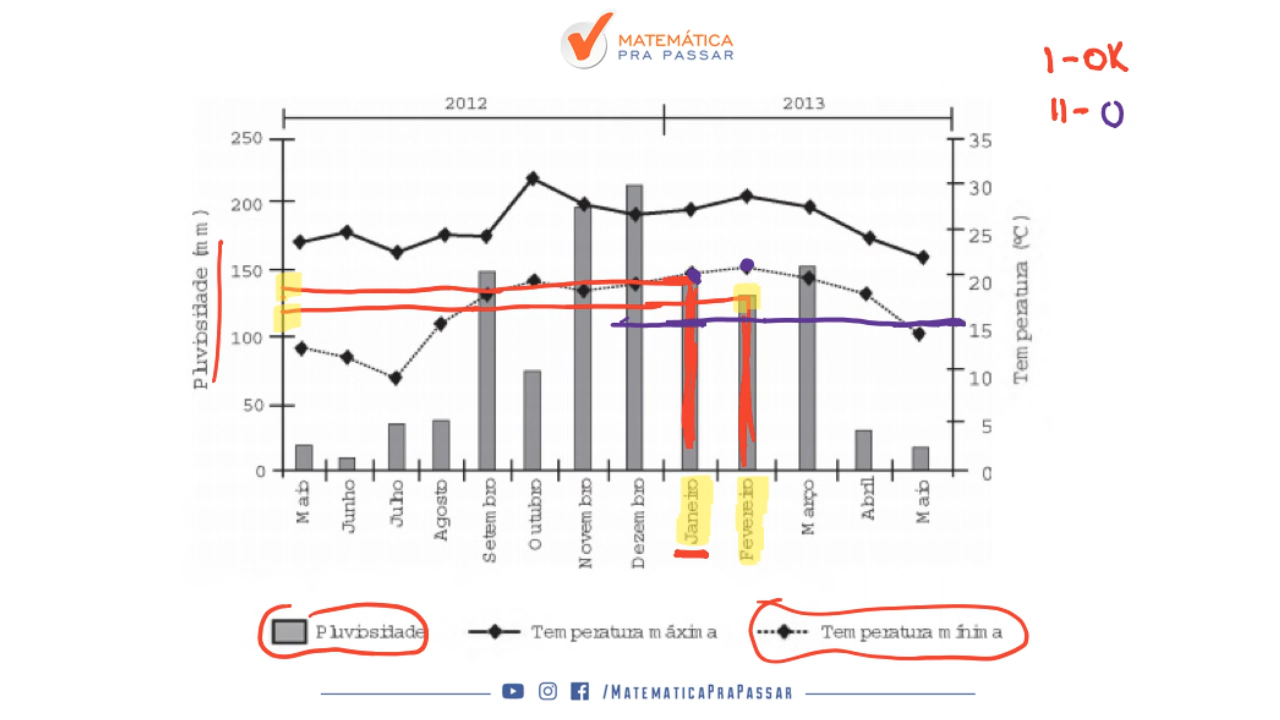 MATEMÁTICA
PRA PASSAR
I-OK
II-O
2012 2013
250 35
200 30
150 25
100 20
50 15
0 10
5
0
Pluviosidade (mm)
Temperatura (ºC)
Maio
Junho
Julho
Agosto
Setembro
Outubro
Novembro
Dezembro
Janeiro
Fevereiro
Março
Abril
Maio
Pluviosidade Temperatura máxima Temperatura mínima
/MATEMATICAPRAPASSAR